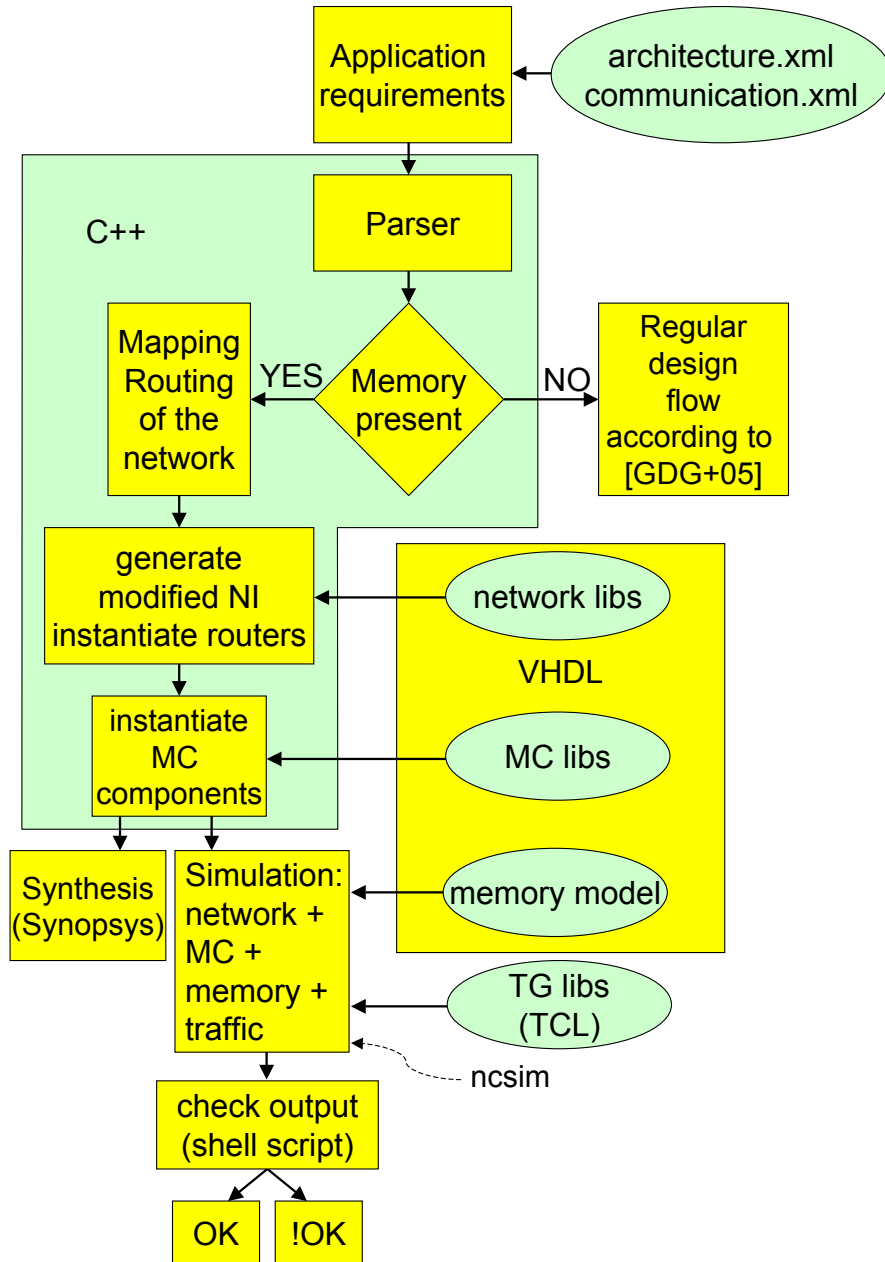 Application
requirements
architecture.xml
communication.xml
C++
Parser
Mapping
Routing
of the
network
YES
Memory
present
NO
Regular
design
flow
according to
[GDG+05]
generate
modified NI
instantiate routers
network libs
VHDL
instantiate
MC
components
MC libs
Synthesis
(Synopsys)
Simulation:
network +
MC +
memory +
traffic
memory model
TG libs
(TCL)
ncsim
check output
(shell script)
OK
!OK